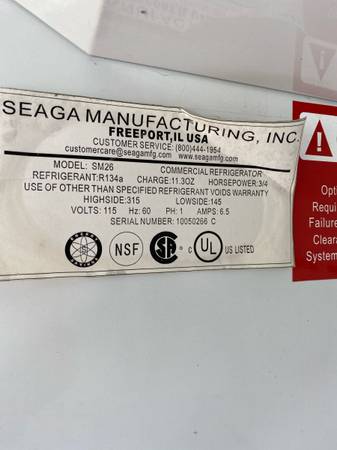 SEAGA MANUFACTURING, INC.
FREEPORT, IL USA
CUSTOMER SERVICE: (800)444-1954
customercare@seagamfg.com www.seagamfg.com
MODEL: SM26 COMMERCIAL REFRIGERATOR
REFRIGERANT:R134a CHARGE:11.3OZ HORSEPOWER:3/4
USE OF OTHER THAN SPECIFIED REFRIGERANT VOIDS WARRANTY
HIGHSIDE:315 LOWSIDE:145
VOLTS: 115 Hz: 60 PH: 1 AMPS: 6.5
SERIAL NUMBER: 10050266 C
NSF
c UL US LISTED
Opt
Requi
Failure
Cleara
System